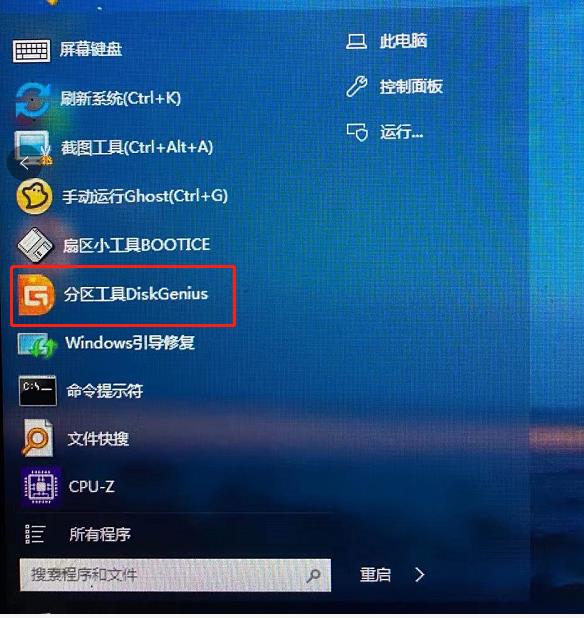 屏幕键盘
刷新系统(Ctrl+K)
截图工具(Ctrl+Alt+A)
手动运行Ghost(Ctrl+G)
扇区小工具BOOTICE
分区工具DiskGenius
Windows引导修复
C:\
命令提示符
文件快搜
CPU-Z
所有程序
搜索程序和文件
此电脑
控制面板
运行...
重启